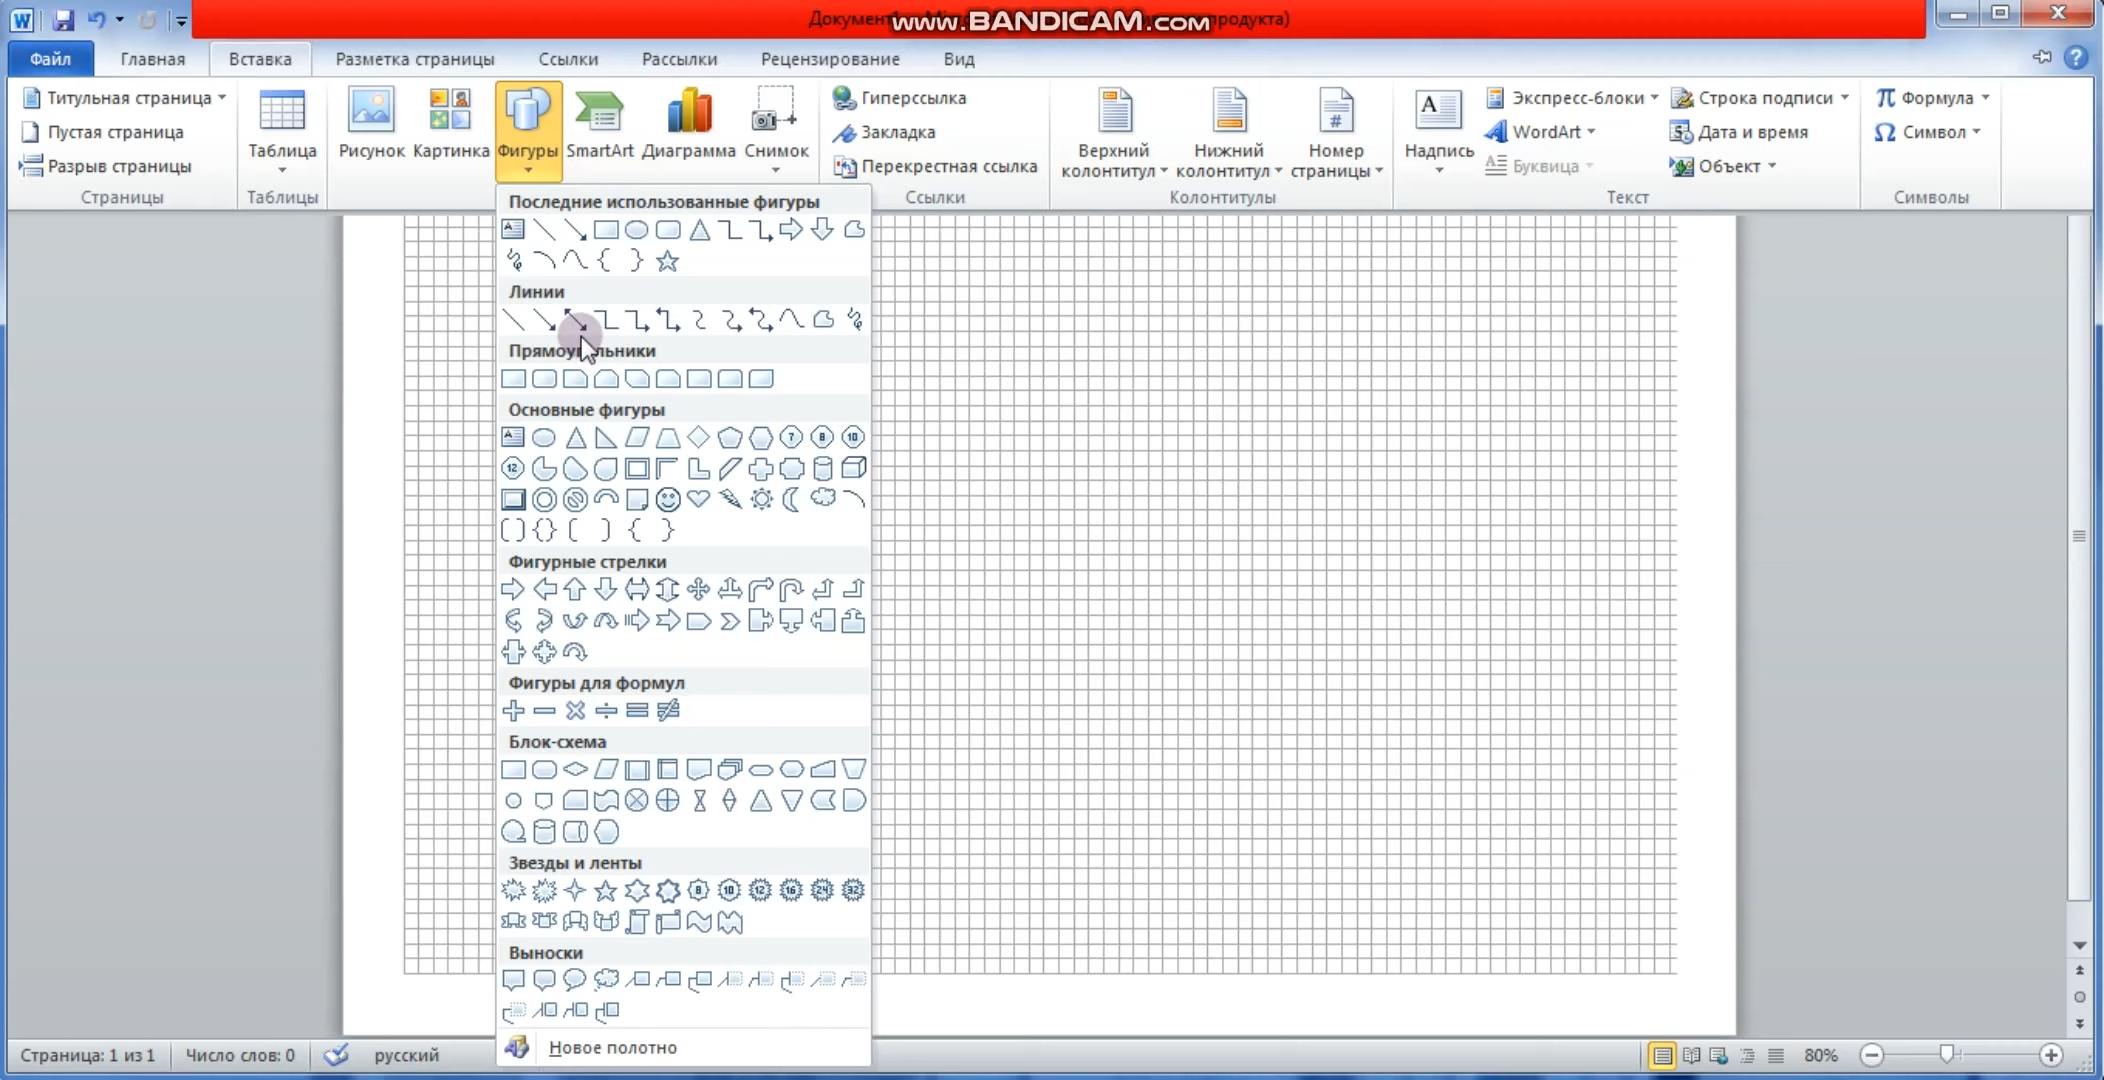 Документ
www.BANDICAM.com
продукта)
Файл
Главная
Вставка
Разметка страницы
Ссылки
Рассылки
Рецензирование
Вид
Титульная страница
Пустая страница
Разрыв страницы
Страницы
Таблица
Таблицы
Рисунок
Картинка
Фигуры
SmartArt
Диаграмма
Снимок
Гиперссылка
Закладка
Перекрестная ссылка
Ссылки
Верхний
колонтитул
Нижний
колонтитул
Номер
страницы
Колонтитулы
Надпись
Экспресс-блоки
WordArt
Буквица
Строка подписи
Дата и время
Объект
Текст
Формула
Символ
Символы
Последние использованные фигуры
Линии
Прямоугольники
Основные фигуры
Фигурные стрелки
Фигуры для формул
Блок-схема
Звезды и ленты
Выноски
Новое полотно
Страница: 1 из 1
Число слов: 0
русский
80%